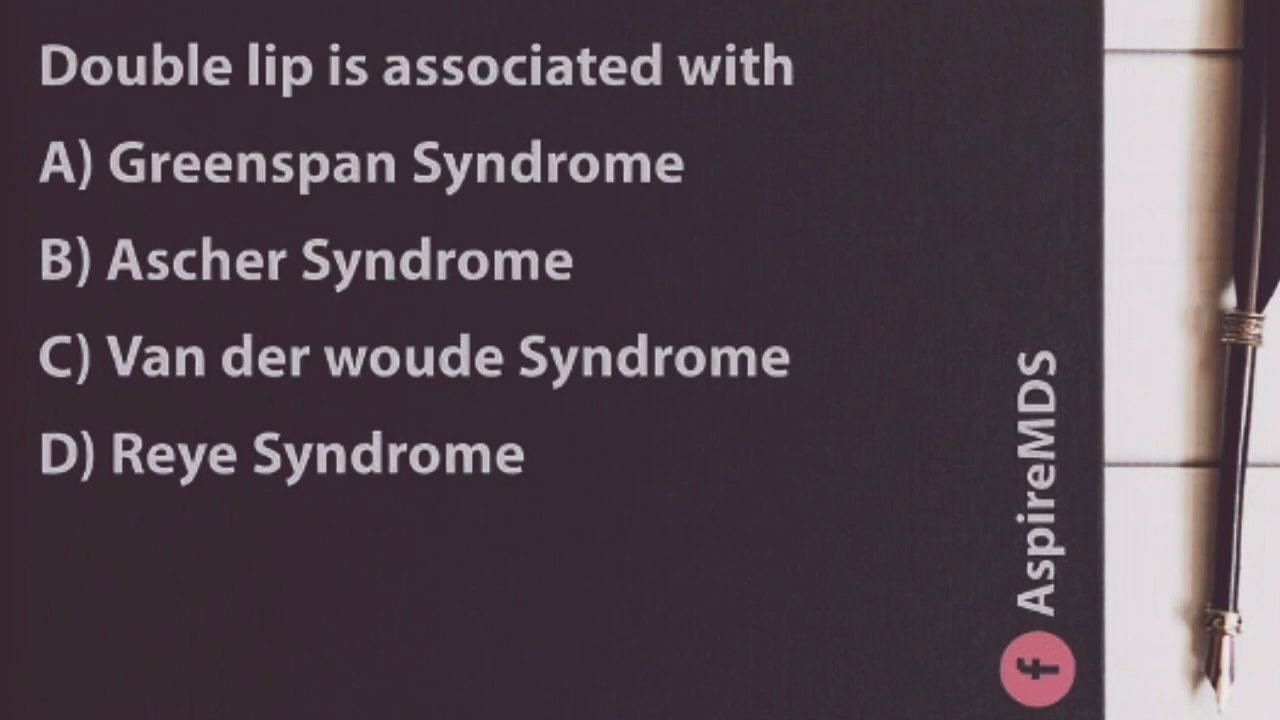 Double lip is associated with
A) Greenspan Syndrome
B) Ascher Syndrome
C) Van der woude Syndrome
D) Reye Syndrome
f AspireMDS